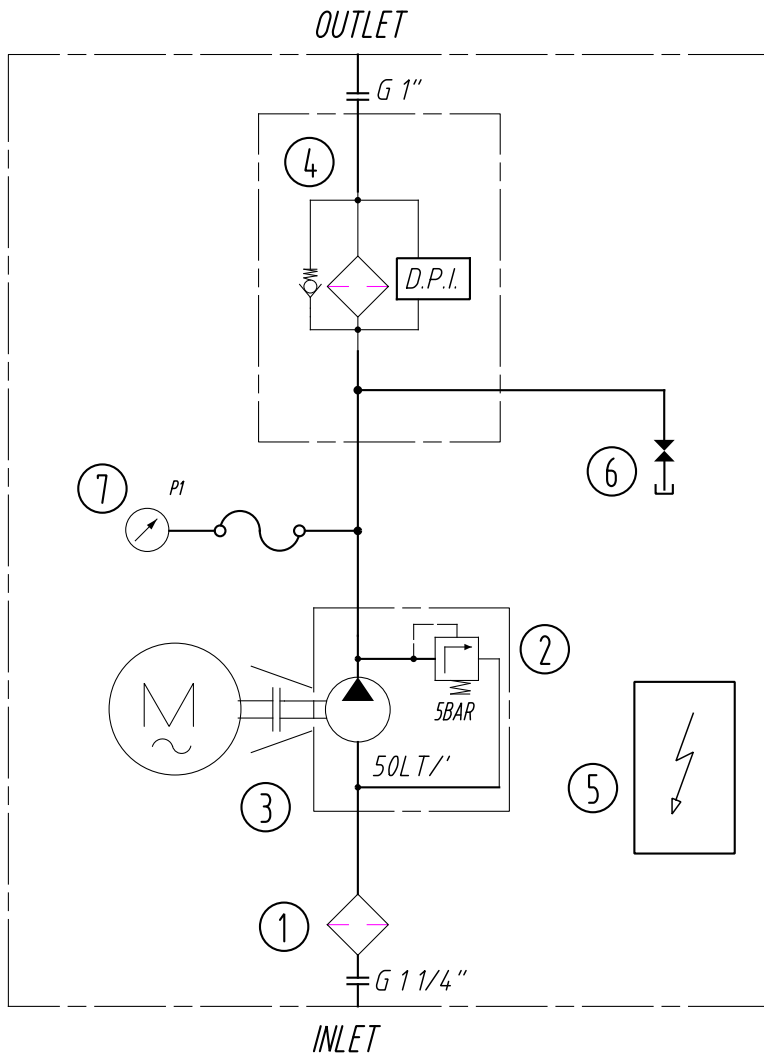 OUTLET
G 1"
4
D.P.I.
6
7
P1
2
M
5BAR
50LT/'
5
3
1
G 1 1/4"
INLET